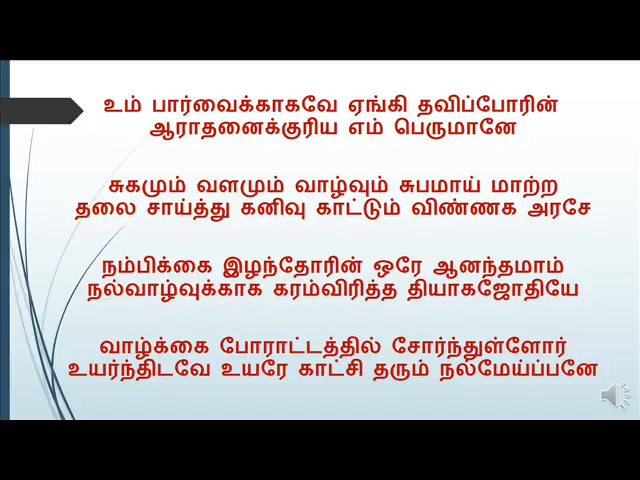 உம் பார்வைக்காகவே ஏங்கி தவிப்போரின்
ஆராதனைக்குரிய எம் பெருமானே
சுகமும் வளமும் வாழ்வும் சுபமாய் மாற்ற
தலை சாய்த்து கனிவு காட்டும் விண்ணக அரசே
நம்பிக்கை இழந்தோரின் ஒரே ஆனந்தமாம்
நல்வாழ்வுக்காக கரம்விரித்த தியாகஜோதியே
வாழ்க்கை போராட்டத்தில் சோர்ந்துள்ளோர்
உயர்ந்திடவே உயரே காட்சி தரும் நல்மேய்ப்பனே